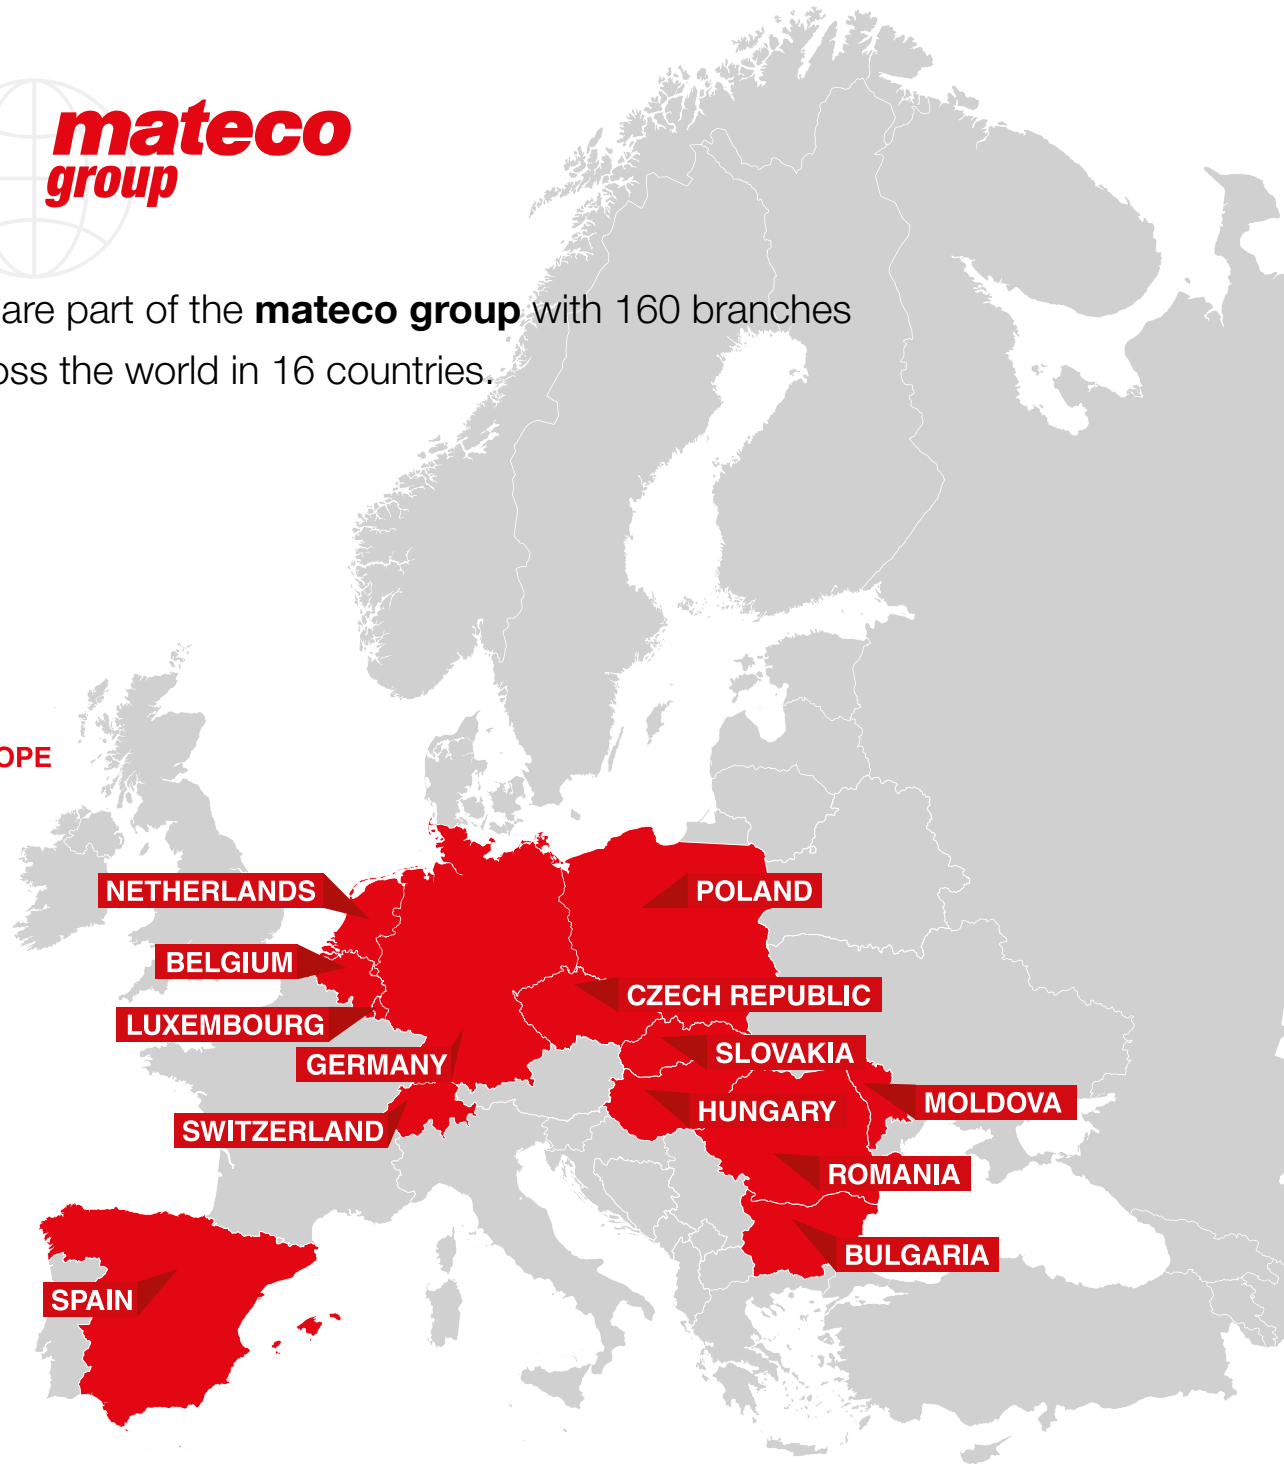 mateco
group
are part of the mateco group with 160 branches
oss the world in 16 countries.
OPE
NETHERLANDS
POLAND
BELGIUM
CZECH REPUBLIC
LUXEMBOURG
GERMANY
SLOVAKIA
MOLDOVA
HUNGARY
SWITZERLAND
ROMANIA
BULGARIA
SPAIN